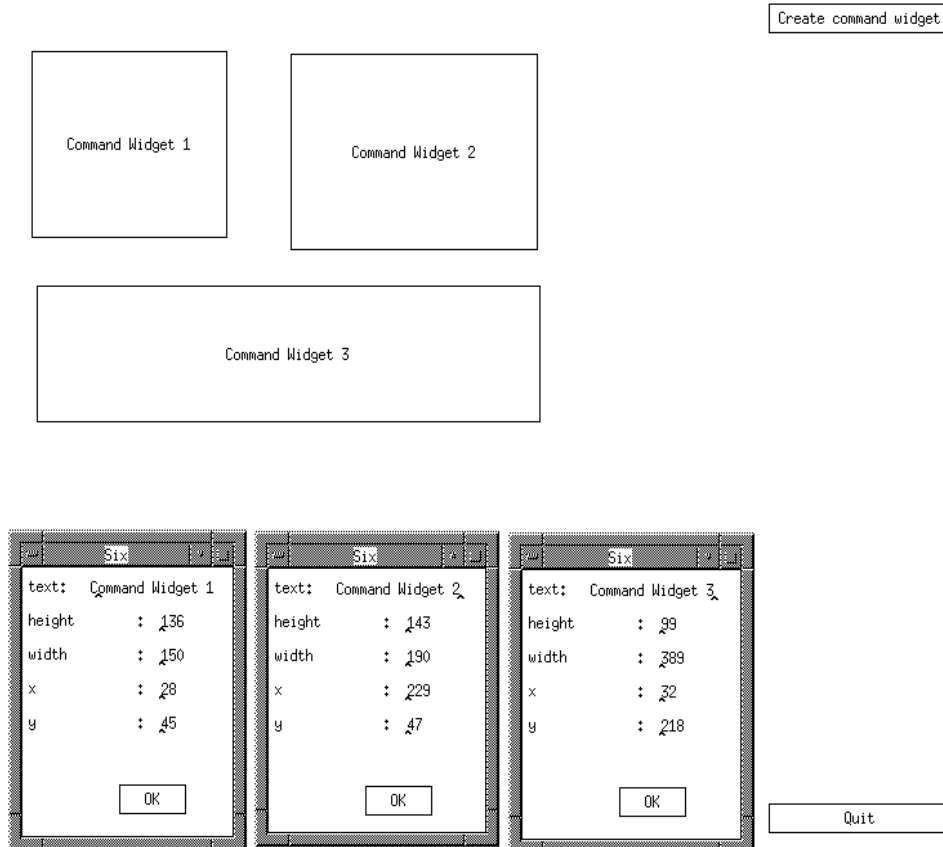 Create command widget
Command Widget 1
Command Widget 2
Command Widget 3
Six
text: Command Widget 1
height : 136
width : 150
x : 28
y : 45
OK
Six
text: Command Widget 2
height : 143
width : 190
x : 229
y : 47
OK
Six
text: Command Widget 3
height : 99
width : 389
x : 32
y : 218
OK
Quit